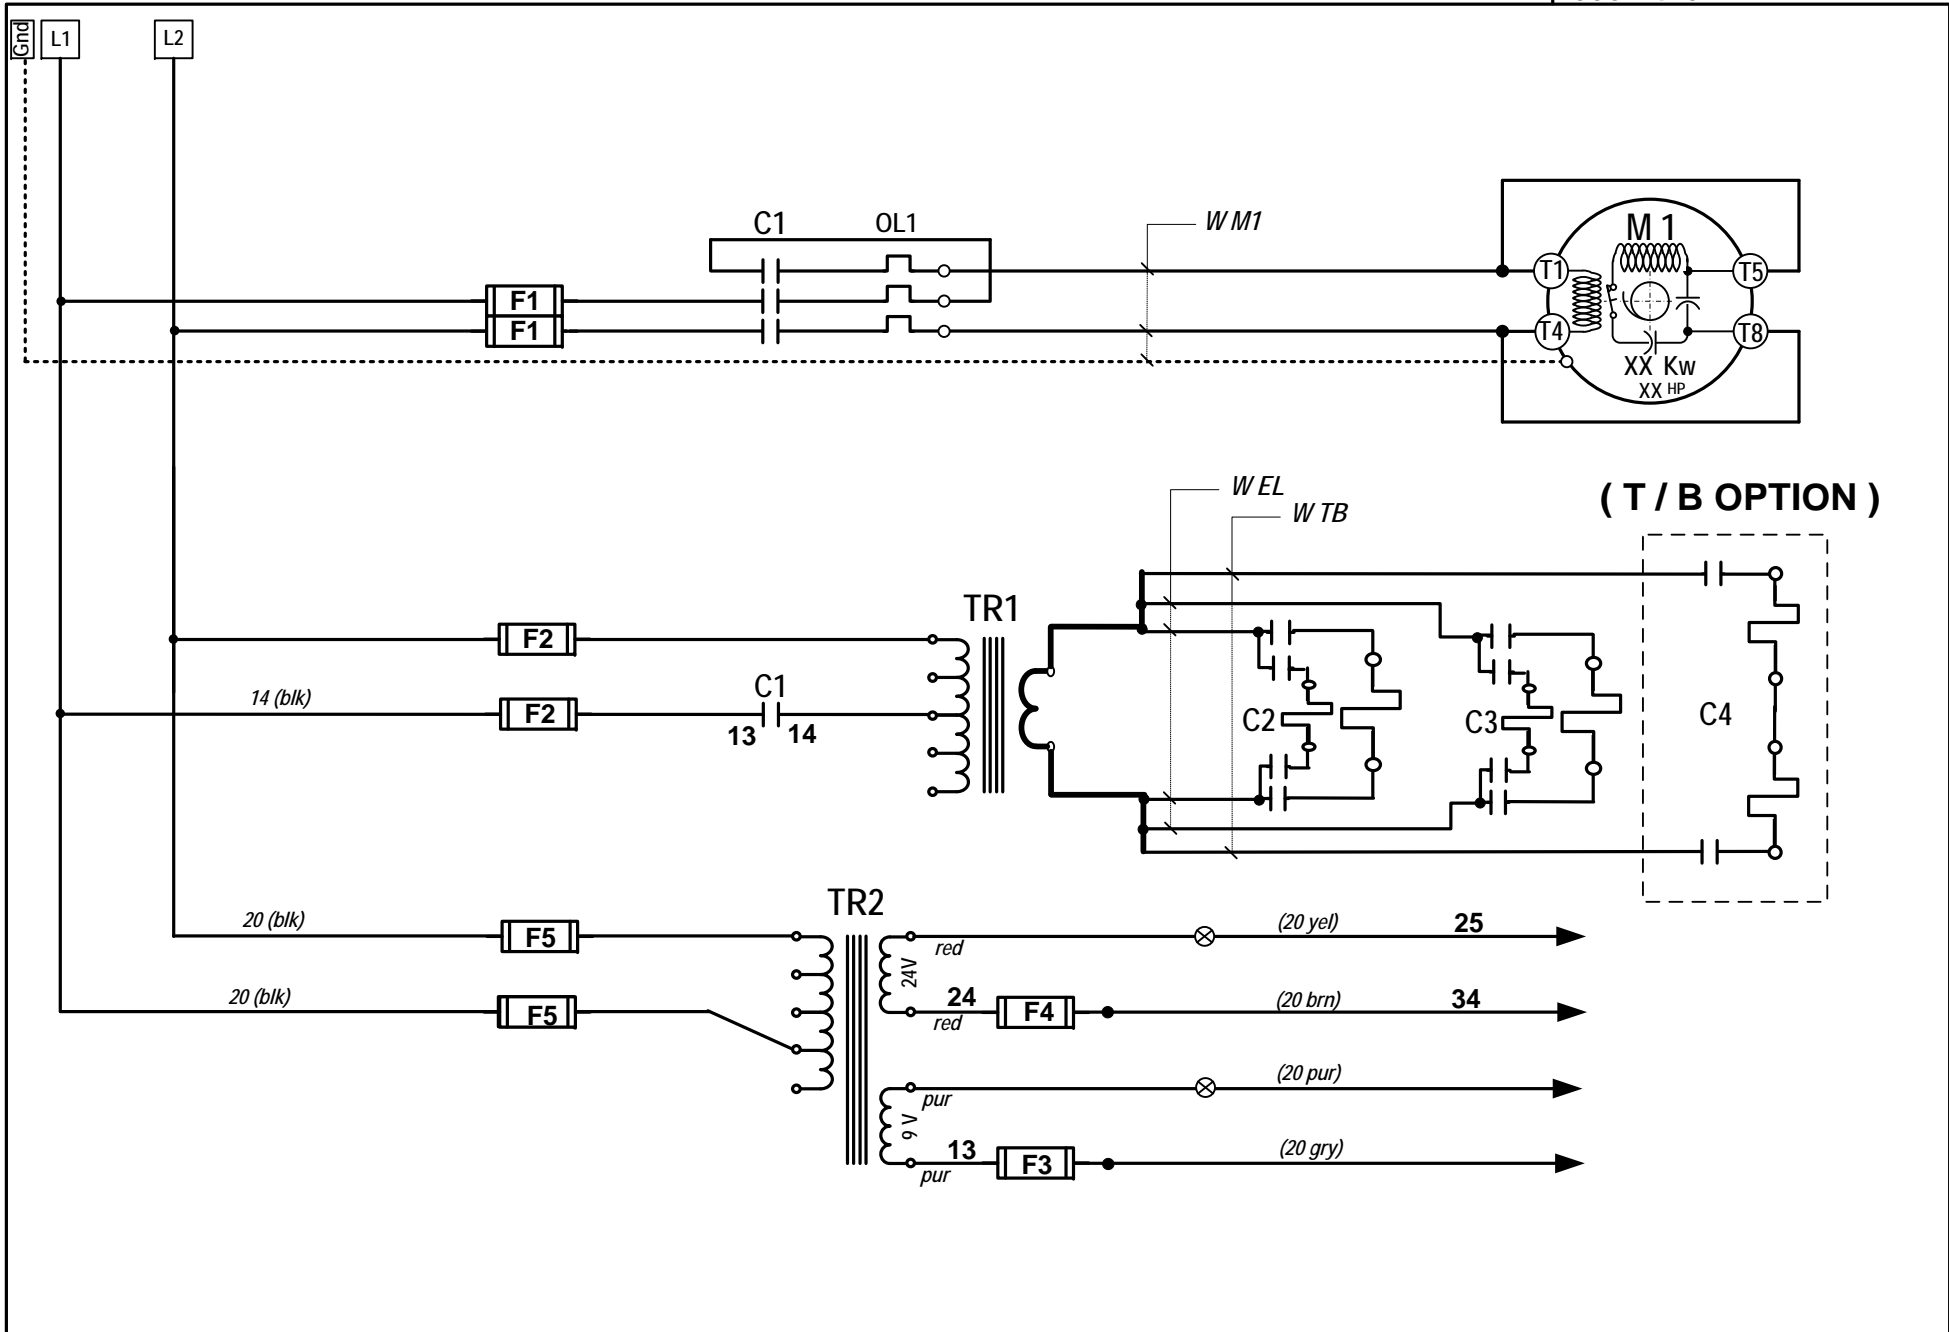 Gnd
L1
L2
C1
OL1
W M1
M 1
T1
T5
F1
F1
T4
T8
XX Kw
XX HP
W EL
W TB
( T / B OPTION )
TR1
F2
14 (blk)
C1
F2
13
14
C2
C3
C4
TR2
20 (blk)
F5
red
(20 yel)
25
24V
20 (blk)
F5
24
red
F4
(20 brn)
34
pur
(20 pur)
9 V
13
pur
F3
(20 gry)